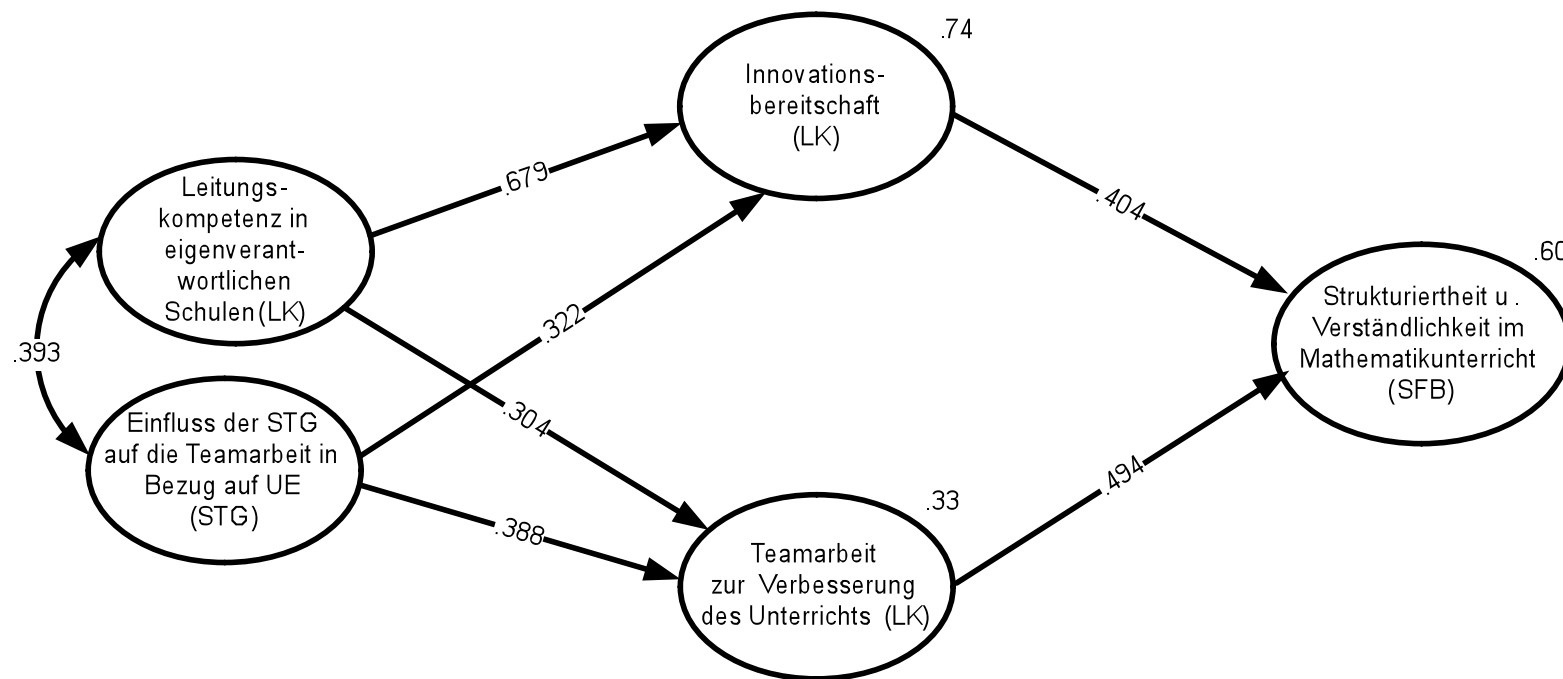 .74
Innovations-
bereitschaft
(LK)
.679
Leitungs-
kompetenz in
eigenverant-
wortlichen
Schulen (LK)
.404
.60
Strukturiertheit u .
Verständlichkeit im
Mathematikunterricht
(SFB)
.322
.393
.304
Einfluss der STG
auf die Teamarbeit in
Bezug auf UE
(STG)
.494
.33
.388
Teamarbeit
zur Verbesserung
des Unterrichts (LK)